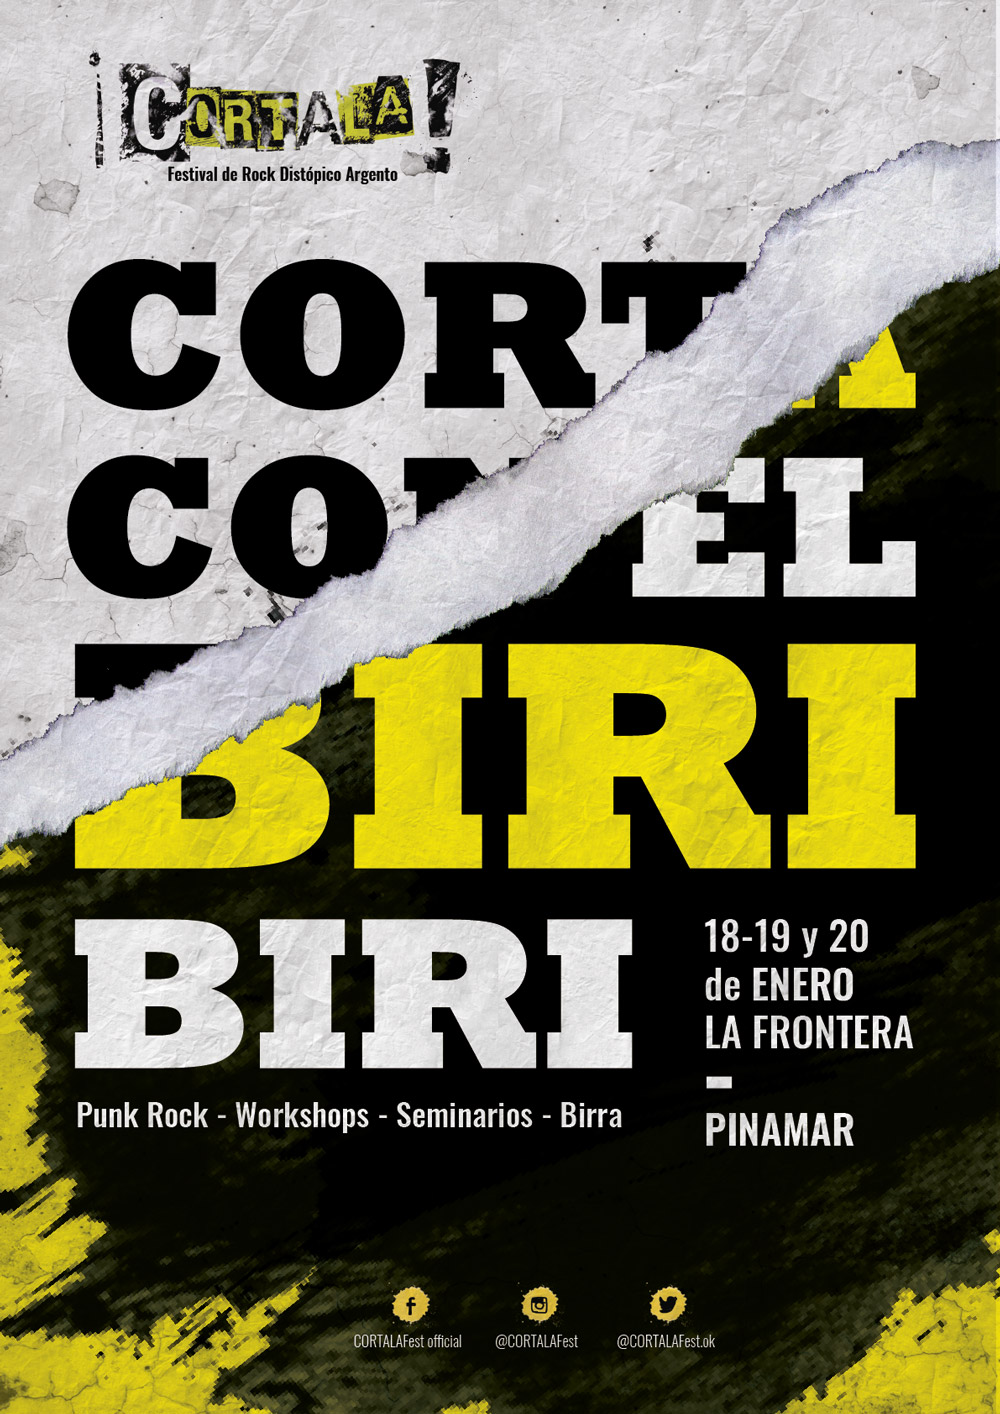 ¡CORTALA!
Festival de Rock Distópico Argento
CORTA
CON EL
BIRI
BIRI
18-19 y 20
de ENERO
LA FRONTERA
-
PINAMAR
Punk Rock - Workshops - Seminarios - Birra
CORTALAFest official
@CORTALAFest
@CORTALAFest.ok